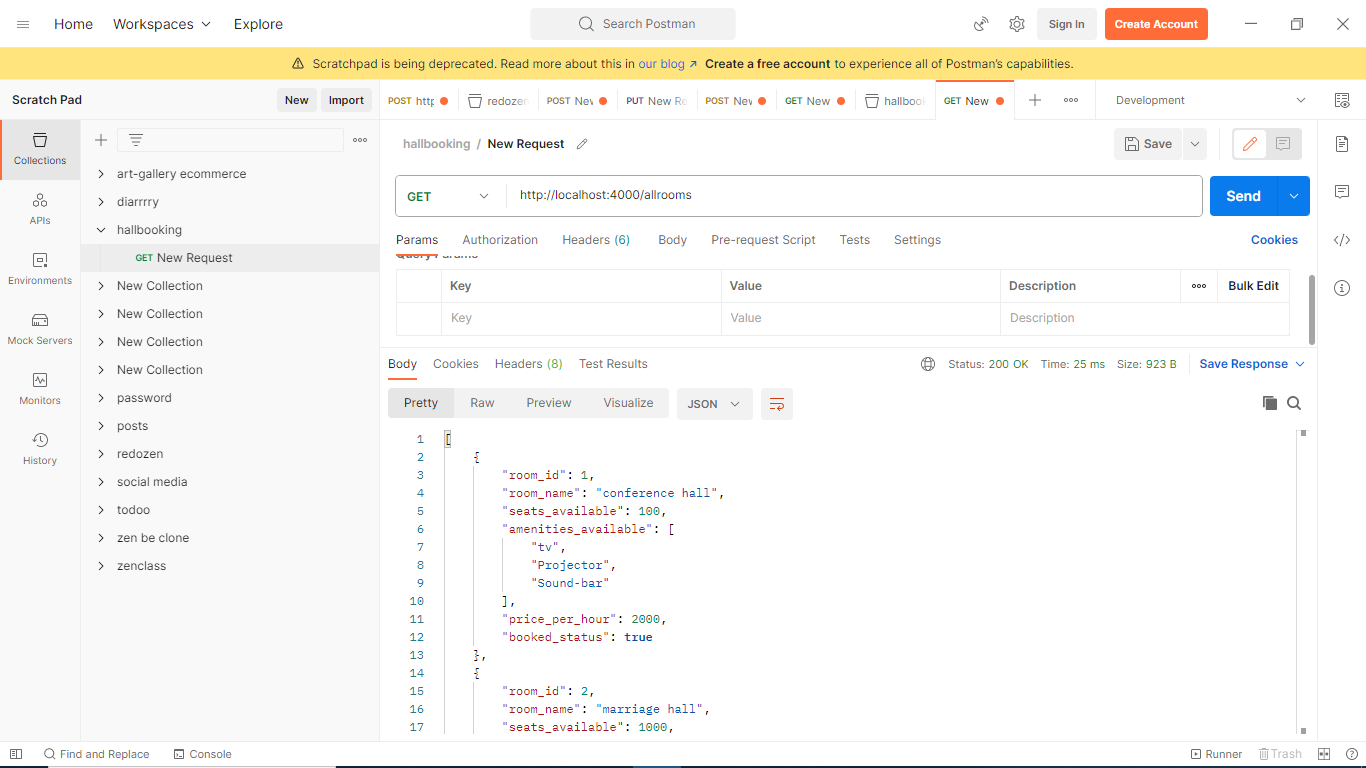 Home Workspaces Explore Search Postman Sign In Create Account
Scratchpad is being deprecated. Read more about this in our blog ↗ Create a free account to experience all of Postman's capabilities.
Scratch Pad New Import
POST http POST New PUT New Re POST New GET New hallboo GET New Development
redozen
Collections
APIs
Environments
Mock Servers
Monitors
History
art-gallery ecommerce
diarrrry
hallbooking
GET New Request
New Collection
New Collection
New Collection
New Collection
password
posts
redozen
social media
todoo
zen be clone
zenclass
hallbooking / New Request Save
GET http://localhost:4000/allrooms Send
Params Authorization Headers (6) Body Pre-request Script Tests Settings Cookies
Query Params
Key Value Description Bulk Edit
Key Value Description
Body Cookies Headers (8) Test Results Status: 200 OK Time: 25 ms Size: 923 B Save Response
Pretty Raw Preview Visualize JSON
1 [
2 {
3 "room_id": 1,
4 "room_name": "conference hall",
5 "seats_available": 100,
6 "amenities_available": [
7 "tv",
8 "Projector",
9 "Sound-bar"
10 ],
11 "price_per_hour": 2000,
12 "booked_status": true
13 },
14 {
15 "room_id": 2,
16 "room_name": "marriage hall",
17 "seats_available": 1000,
Find and Replace Console Runner Trash